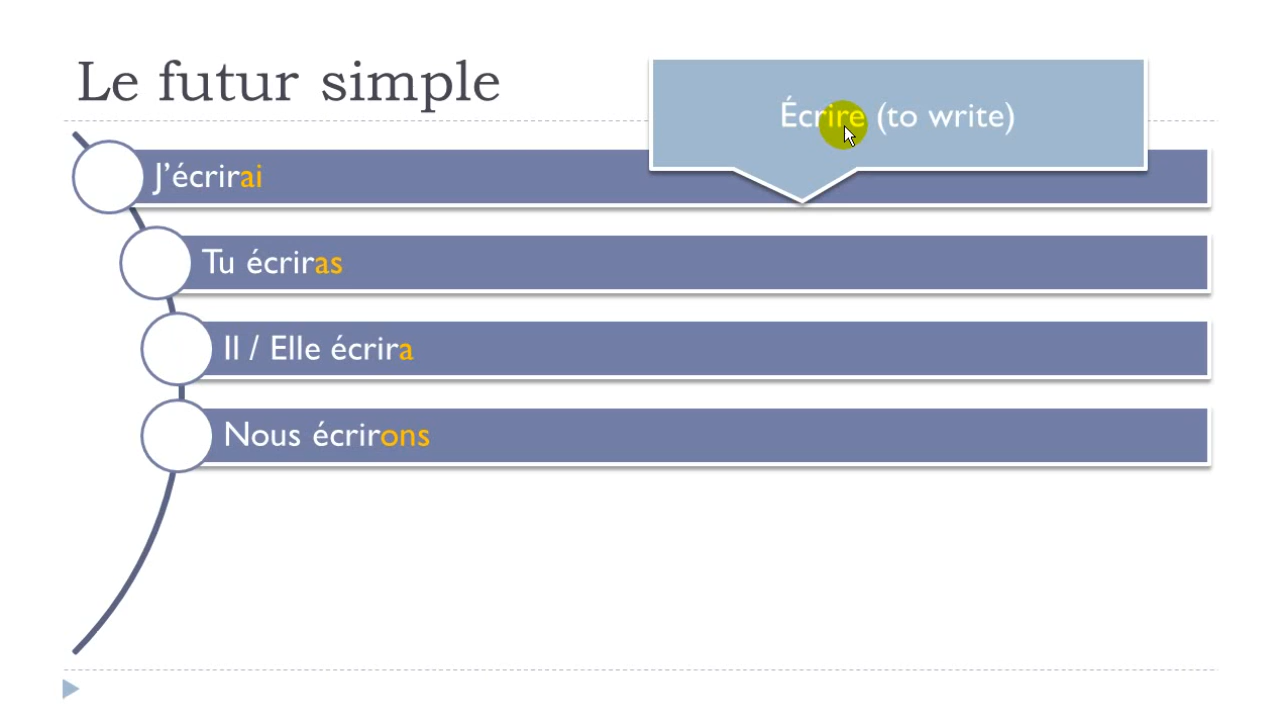 Le futur simple
Écrire (to write)
J’écrirai
Tu écriras
Il / Elle écrira
Nous écrirons